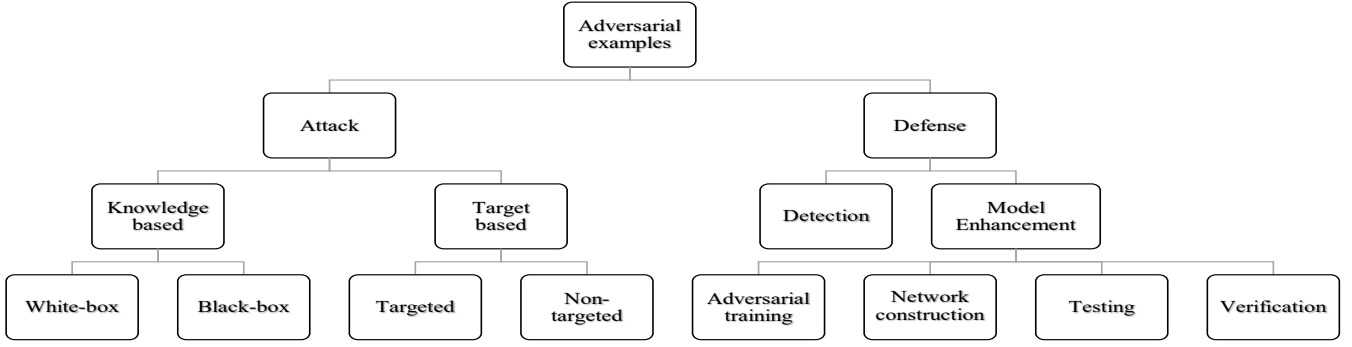 Adversarial
examples
Attack
Defense
Knowledge
based
Target
based
Detection
Model
Enhancement
White-box
Black-box
Targeted
Non-
targeted
Adversarial
training
Network
construction
Testing
Verification